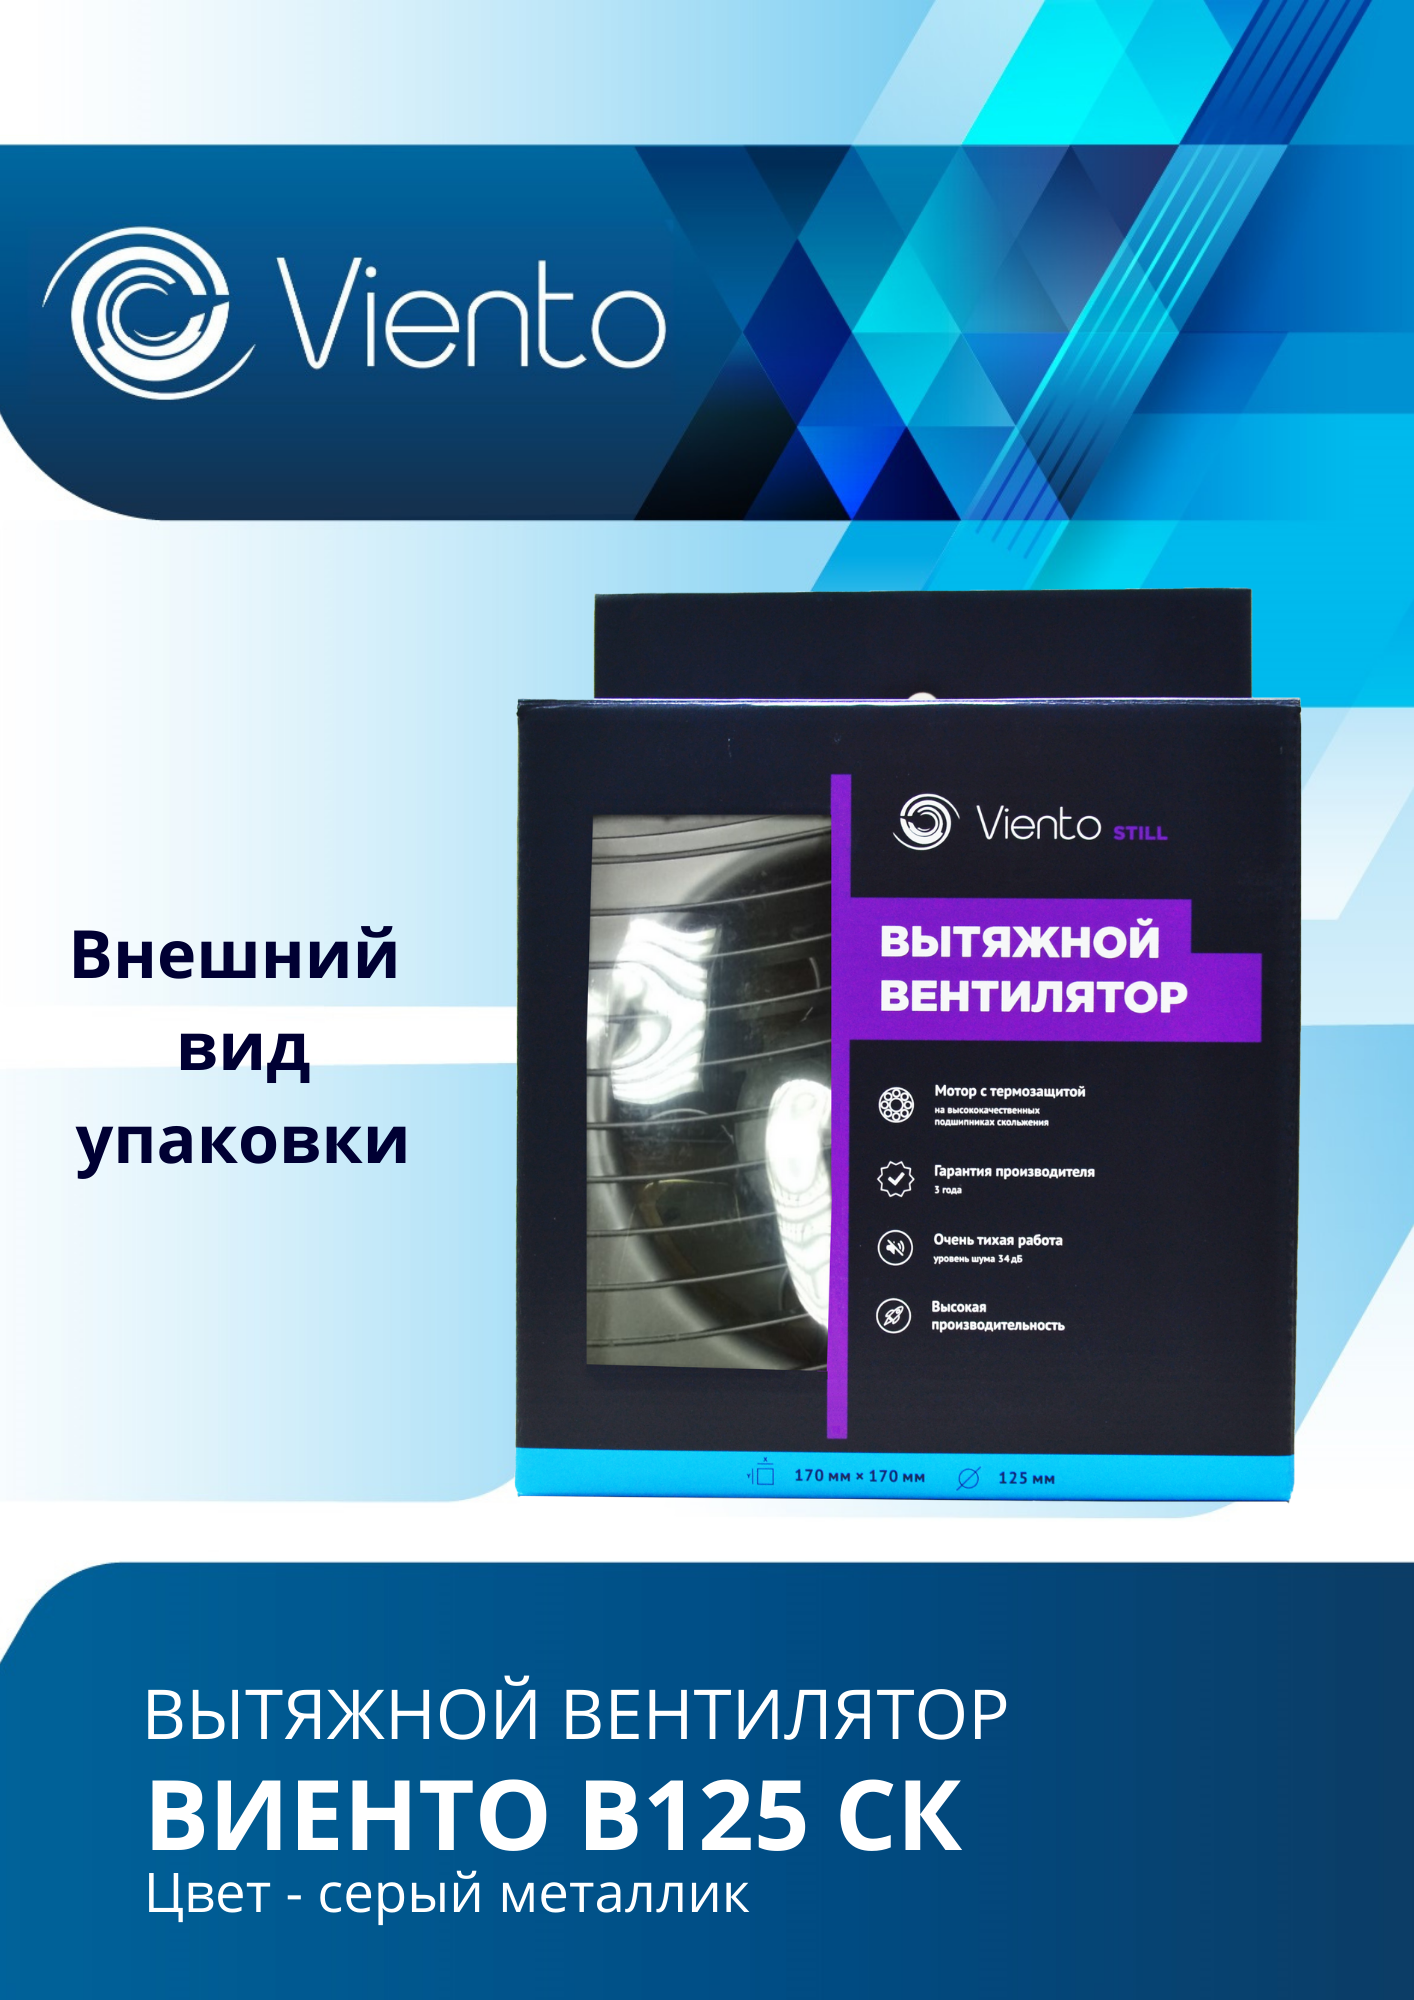 Viento
Внешний
вид
упаковки
Viento STILL
ВЫТЯЖНОЙ
ВЕНТИЛЯТОР
Мотор с термозащитой
на высококачественных
подшипниках скольжения
Гарантия производителя
3 года
Очень тихая работа
уровень шума 34 дБ
Высокая
производительность
X
Y
170 мм × 170 мм
125 мм
ВЫТЯЖНОЙ ВЕНТИЛЯТОР
ВИЕНТО В125 СК
Цвет - серый металлик